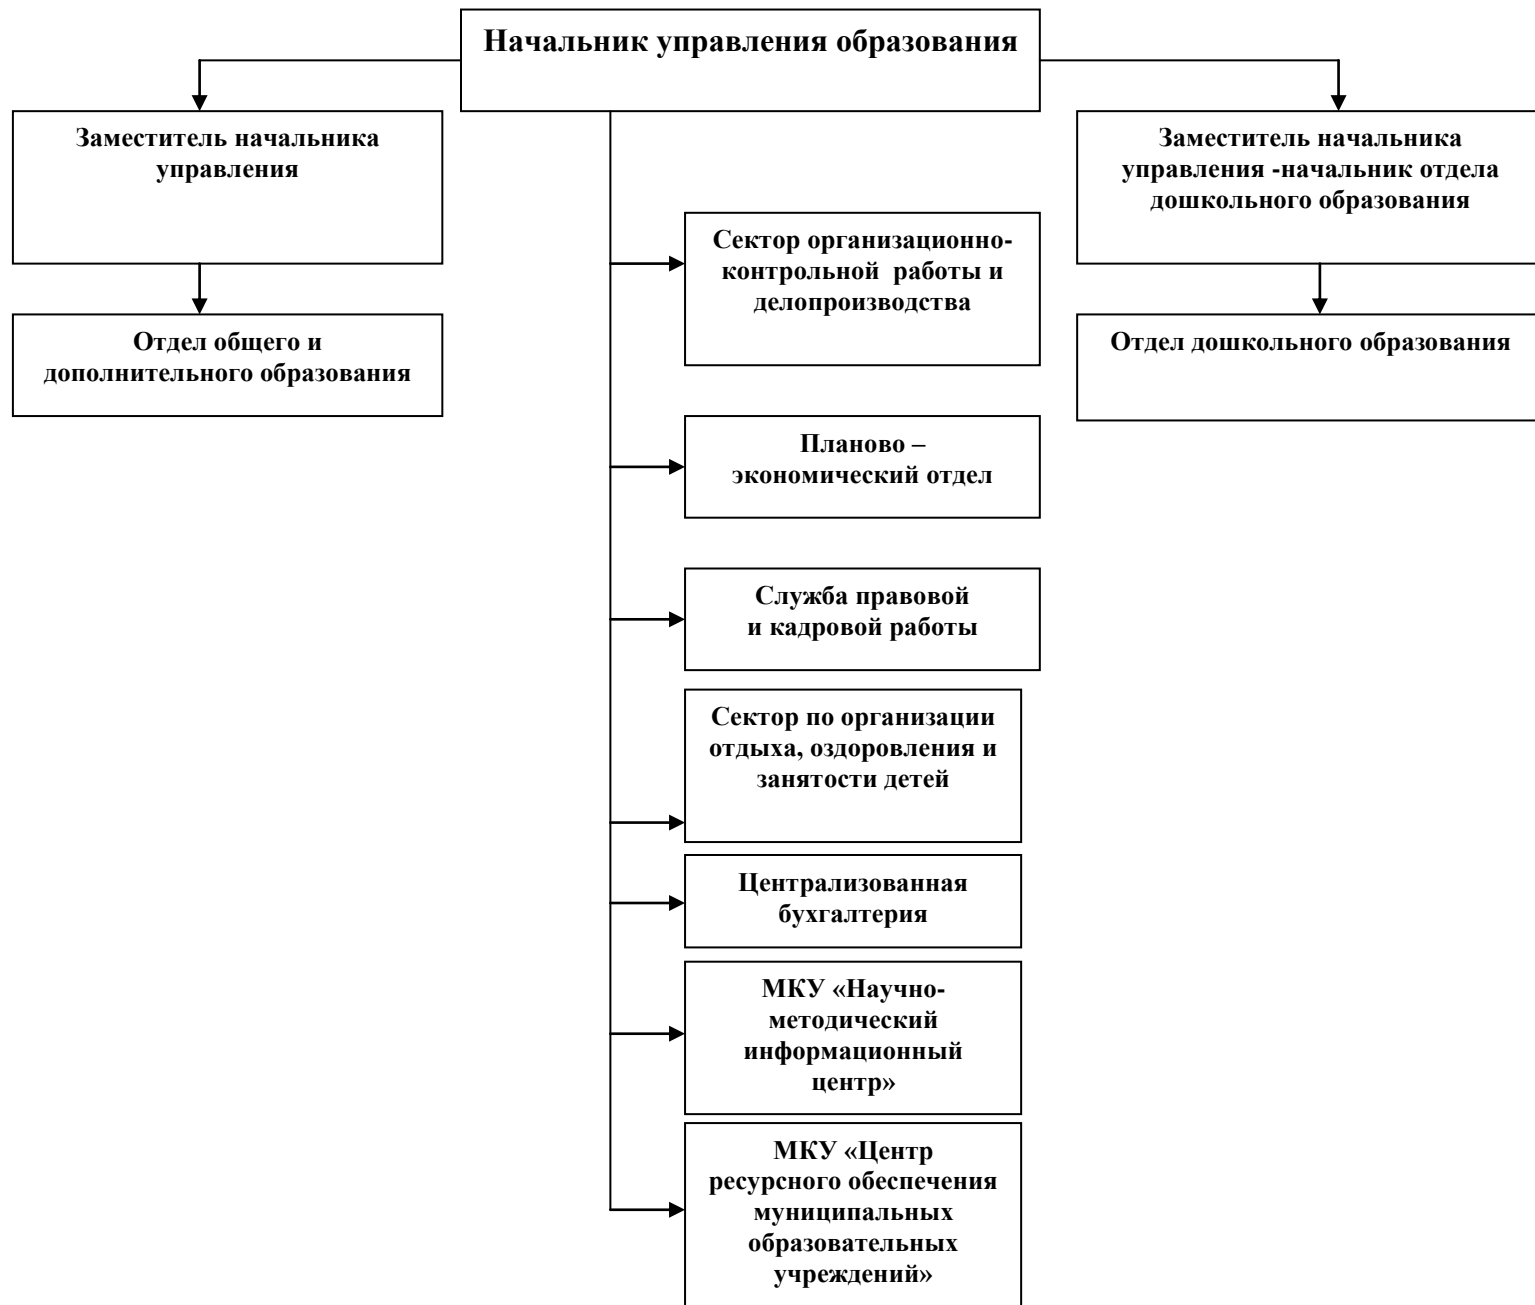 Начальник управления образования
Заместитель начальника
управления
Заместитель начальника
управления -начальник отдела
дошкольного образования
Сектор организационно-
контрольной работы и
делопроизводства
Отдел общего и
дополнительного образования
Отдел дошкольного образования
Планово –
экономический отдел
Служба правовой
и кадровой работы
Сектор по организации
отдыха, оздоровления и
занятости детей
Централизованная
бухгалтерия
МКУ «Научно-
методический
информационный
центр»
МКУ «Центр
ресурсного обеспечения
муниципальных
образовательных
учреждений»